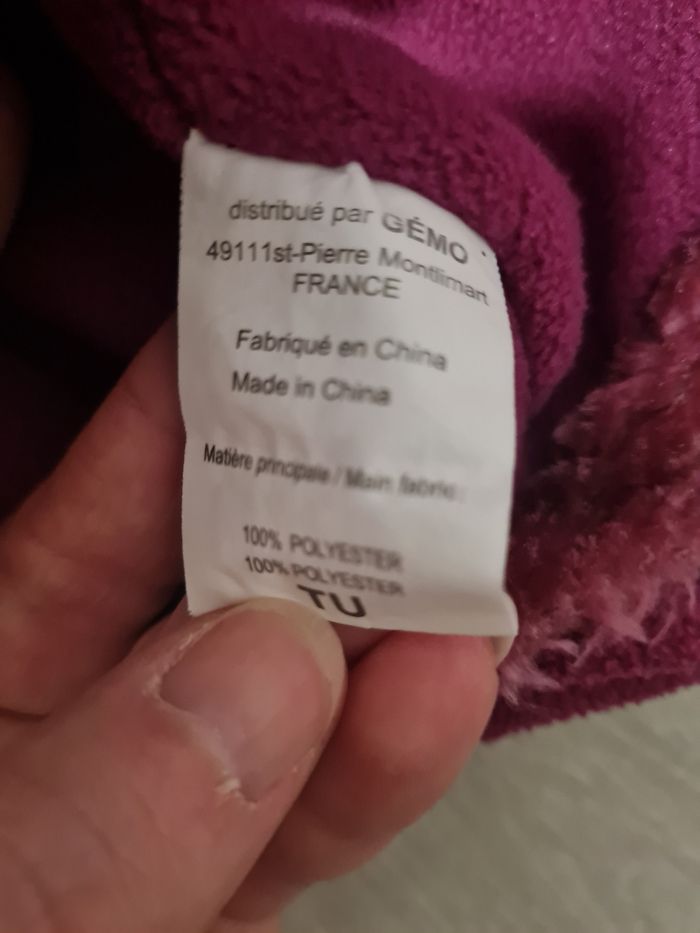 distribué par GÉMO
49111st-Pierre Montlimart
FRANCE
Fabriqué en China
Made in China
Matière principale / Main fabric :
100% POLYESTER
100% POLYESTER
TU